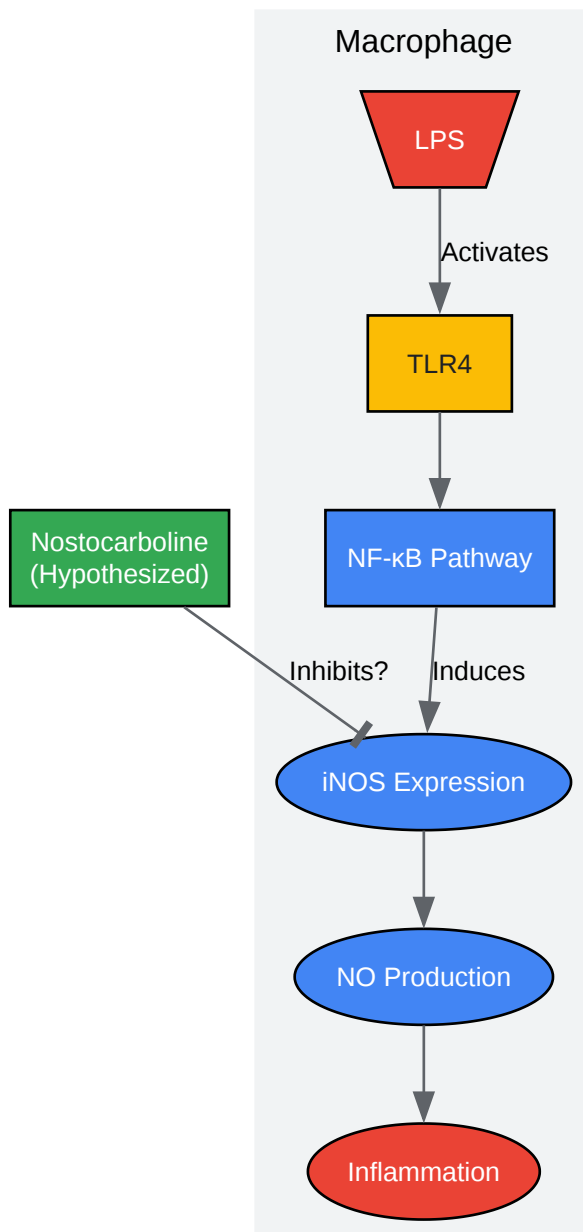 Macrophage
LPS
Activates
TLR4
Nostocarboline
(Hypothesized)
NF-κB Pathway
Inhibits?
Induces
iNOS Expression
NO Production
Inflammation